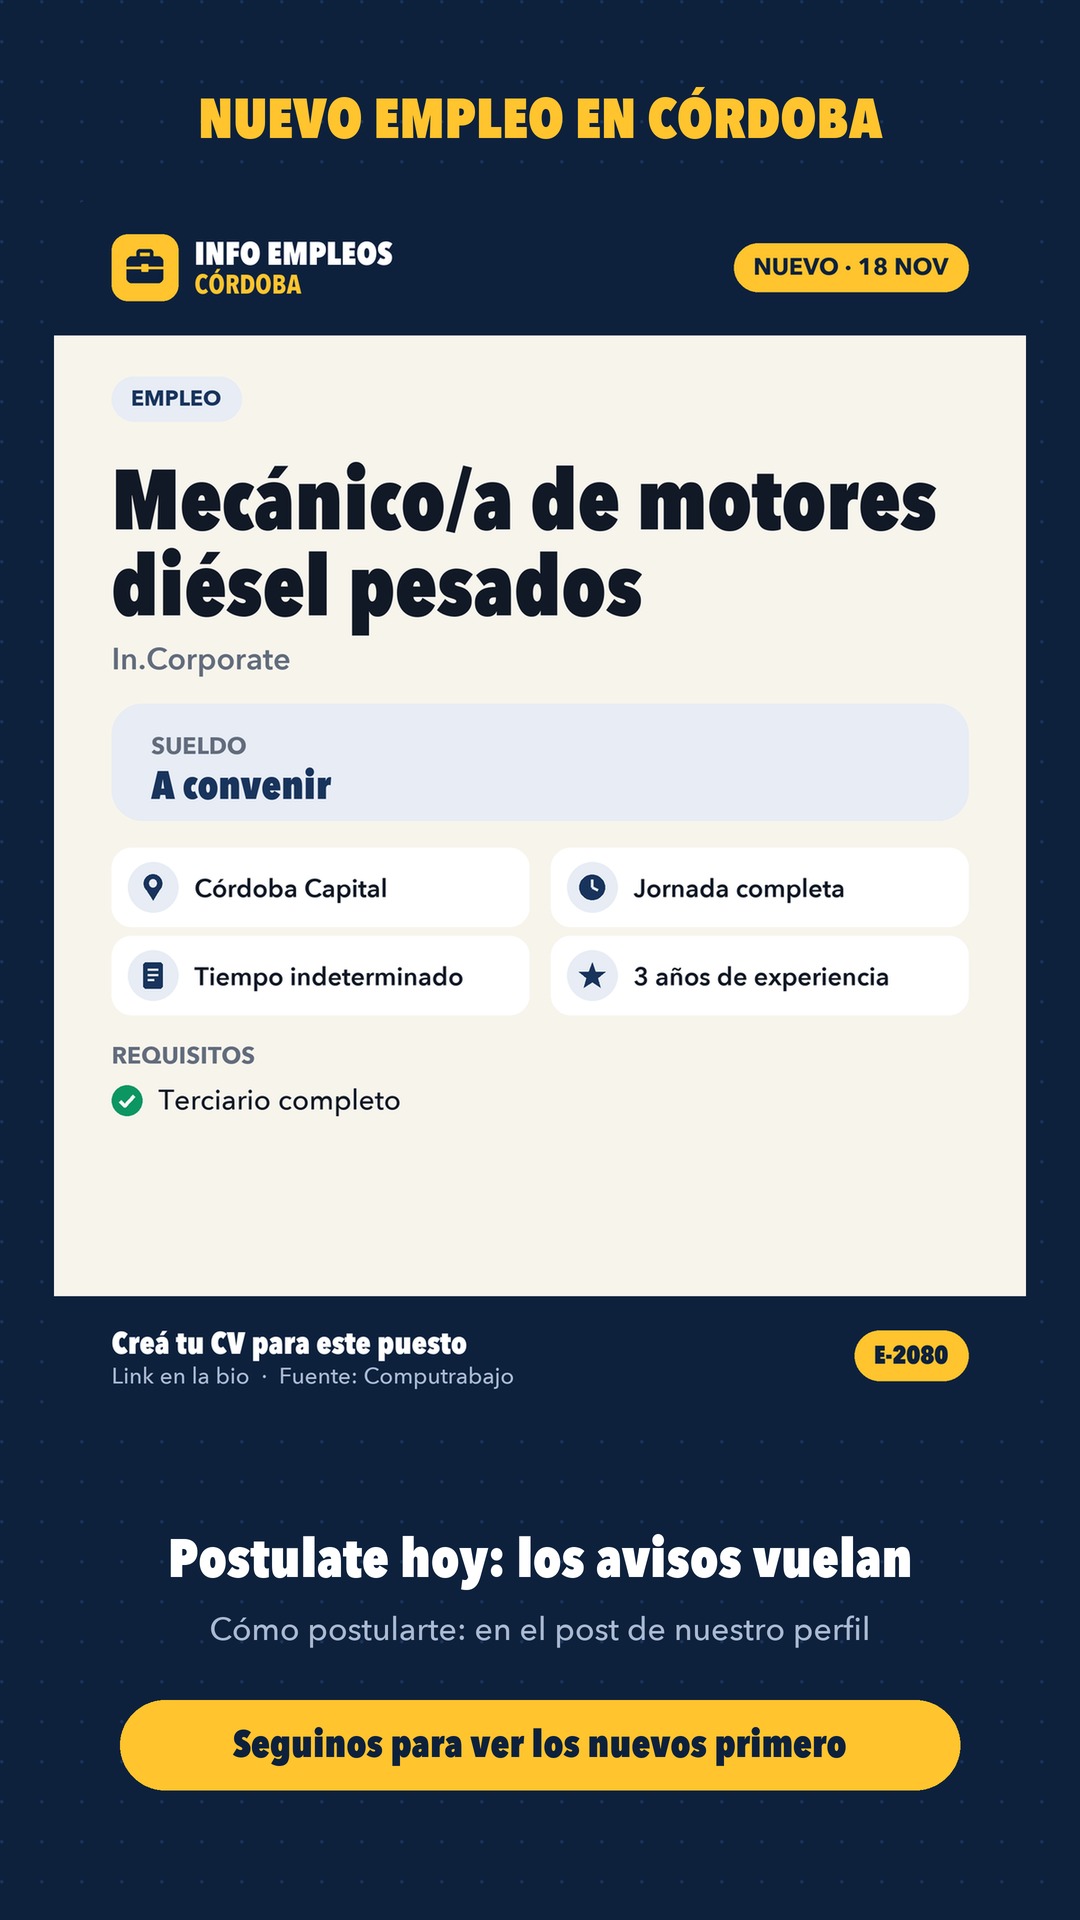 NUEVO EMPLEO EN CÓRDOBA
INFO EMPLEOS
CÓRDOBA
NUEVO · 18 NOV
EMPLEO
Mecánico/a de motores
diésel pesados
In.Corporate
SUELDO
A convenir
Córdoba Capital
Jornada completa
Tiempo indeterminado
3 años de experiencia
REQUISITOS
Terciario completo
Creá tu CV para este puesto
Link en la bio · Fuente: Computrabajo
E-2080
Postulate hoy: los avisos vuelan
Cómo postularte: en el post de nuestro perfil
Seguinos para ver los nuevos primero